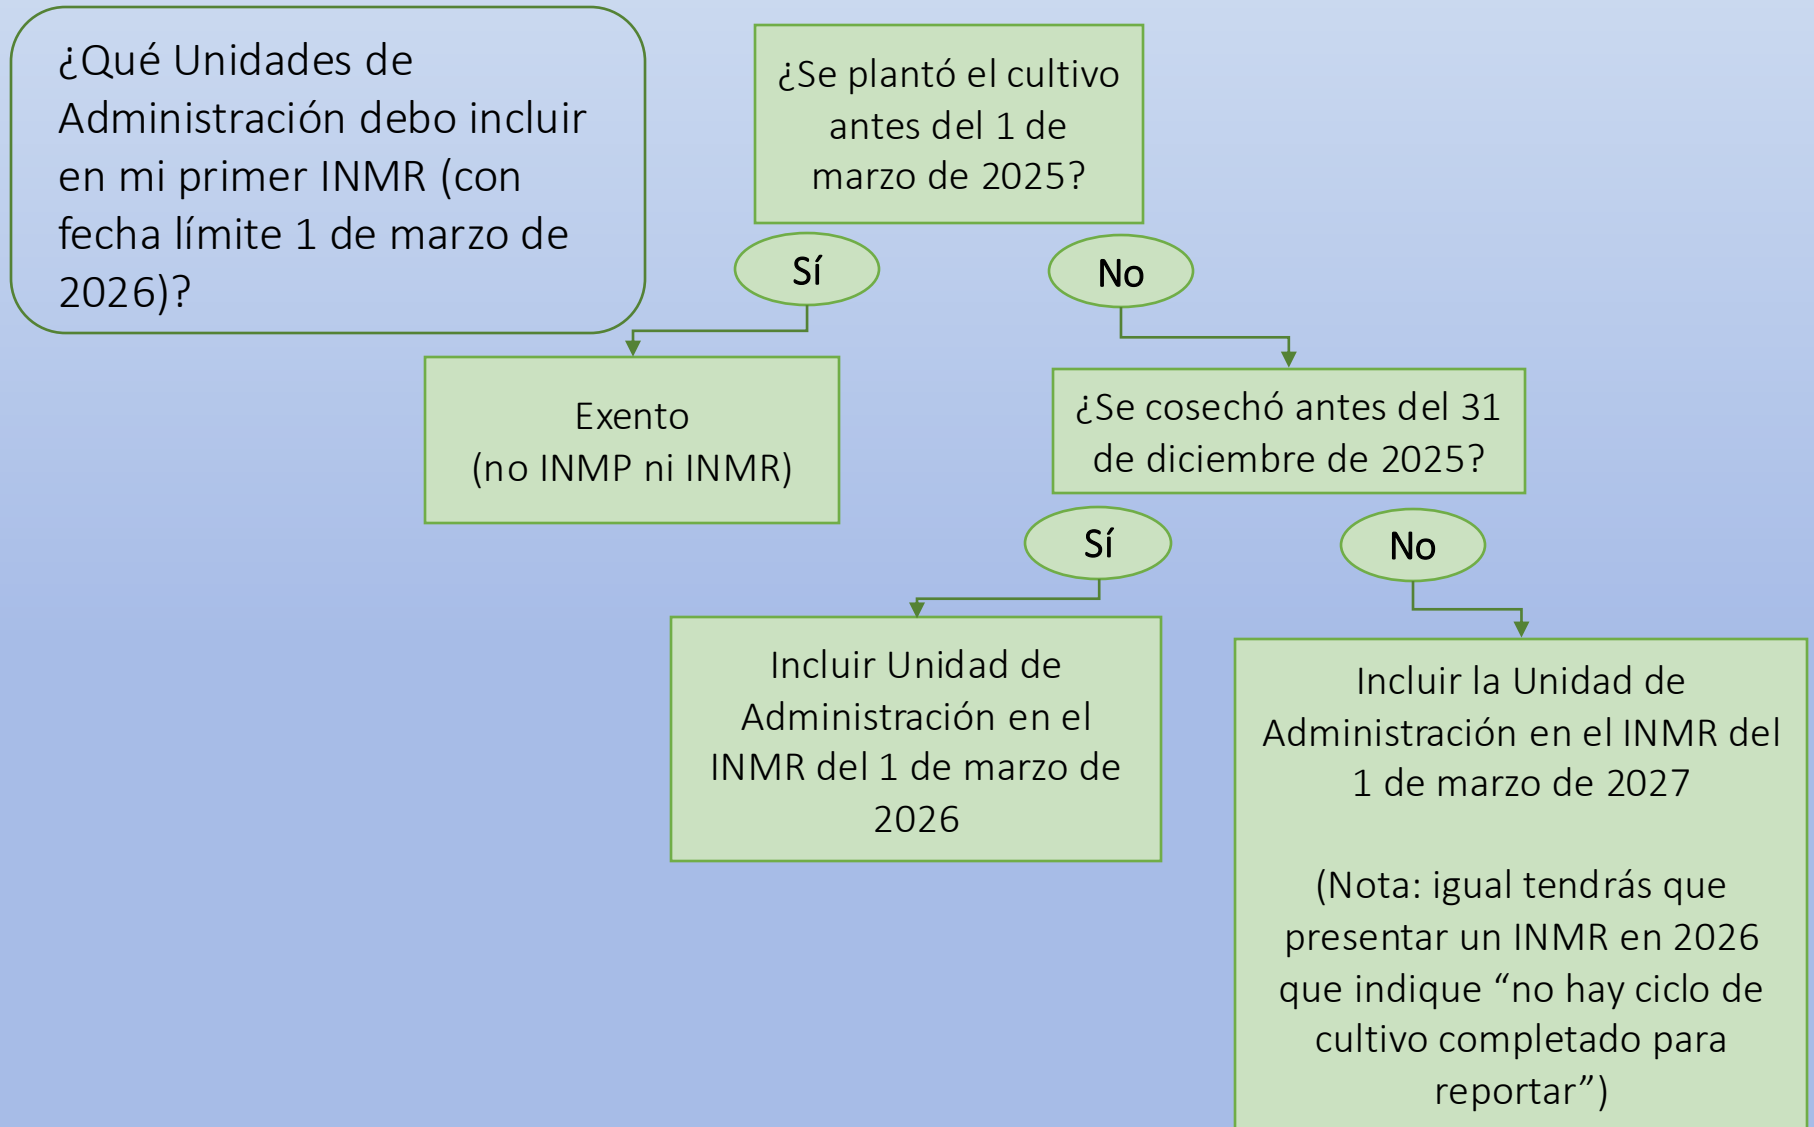 ¿Qué Unidades de
Administración debo incluir
en mi primer INMR (con
fecha límite 1 de marzo de
2026)?
¿Se plantó el cultivo
antes del 1 de
marzo de 2025?
Sí
No
Exento
(no INMP ni INMR)
¿Se cosechó antes del 31
de diciembre de 2025?
Sí
No
Incluir Unidad de
Administración en el
INMR del 1 de marzo de
2026
Incluir la Unidad de
Administración en el INMR del
1 de marzo de 2027
(Nota: igual tendrás que
presentar un INMR en 2026
que indique “no hay ciclo de
cultivo completado para
reportar”)